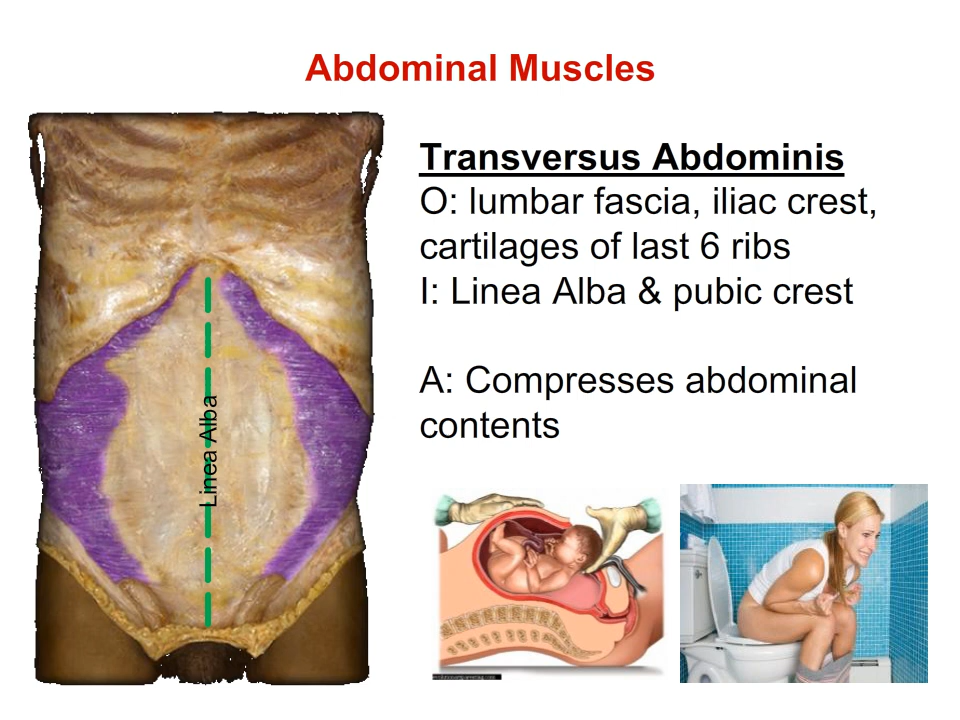 Abdominal Muscles
Transversus Abdominis
O: lumbar fascia, iliac crest,
cartilages of last 6 ribs
I: Linea Alba & pubic crest
A: Compresses abdominal
contents
Linea Alba